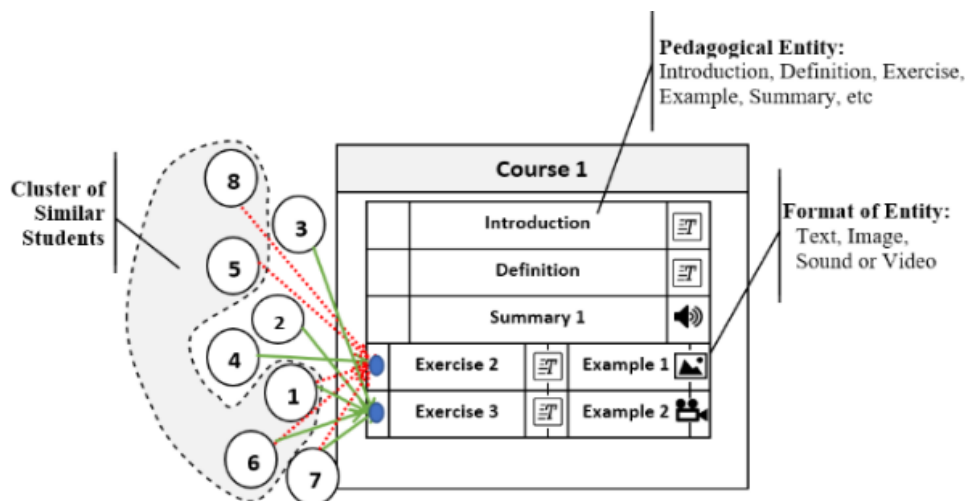 Pedagogical Entity:
Introduction, Definition, Exercise,
Example, Summary, etc
Cluster of
Similar
Students
8
3
5
2
4
1
6
7
Course 1
Introduction
T
Definition
T
Summary 1
Exercise 2
T
Example 1
Exercise 3
T
Example 2
Format of Entity:
Text, Image,
Sound or Video